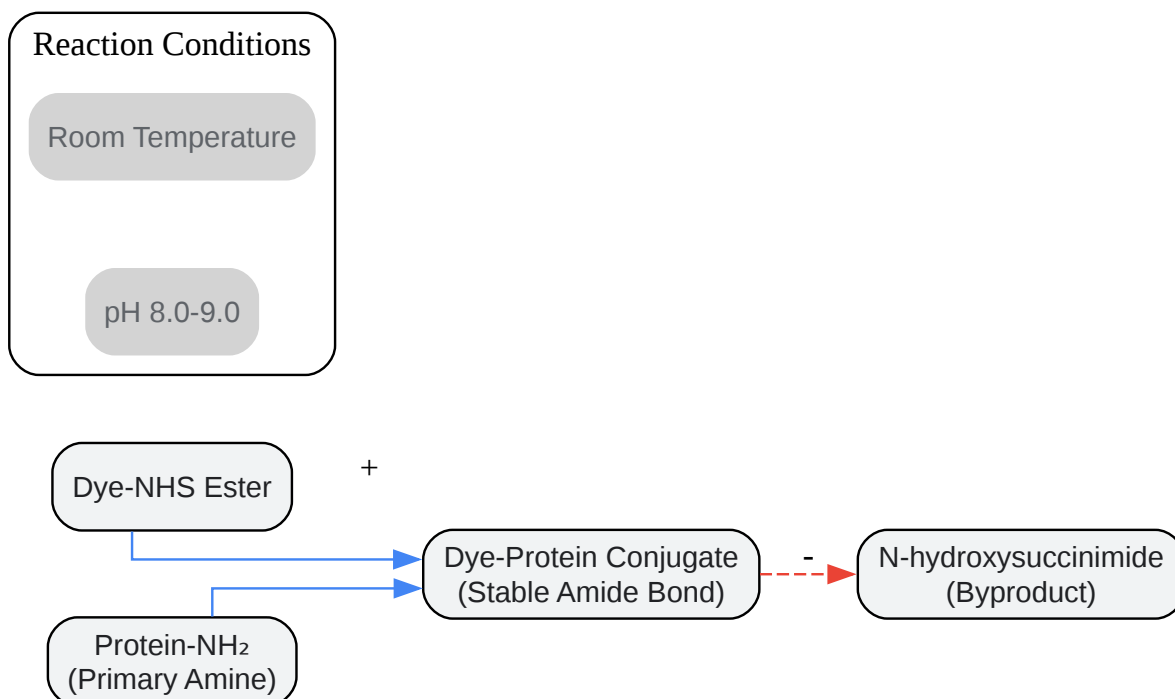 Reaction Conditions
Room Temperature
pH 8.0-9.0
Dye-NHS Ester
+
Dye-Protein Conjugate
(Stable Amide Bond)
-
N-hydroxysuccinimide
(Byproduct)
Protein-NH₂
(Primary Amine)